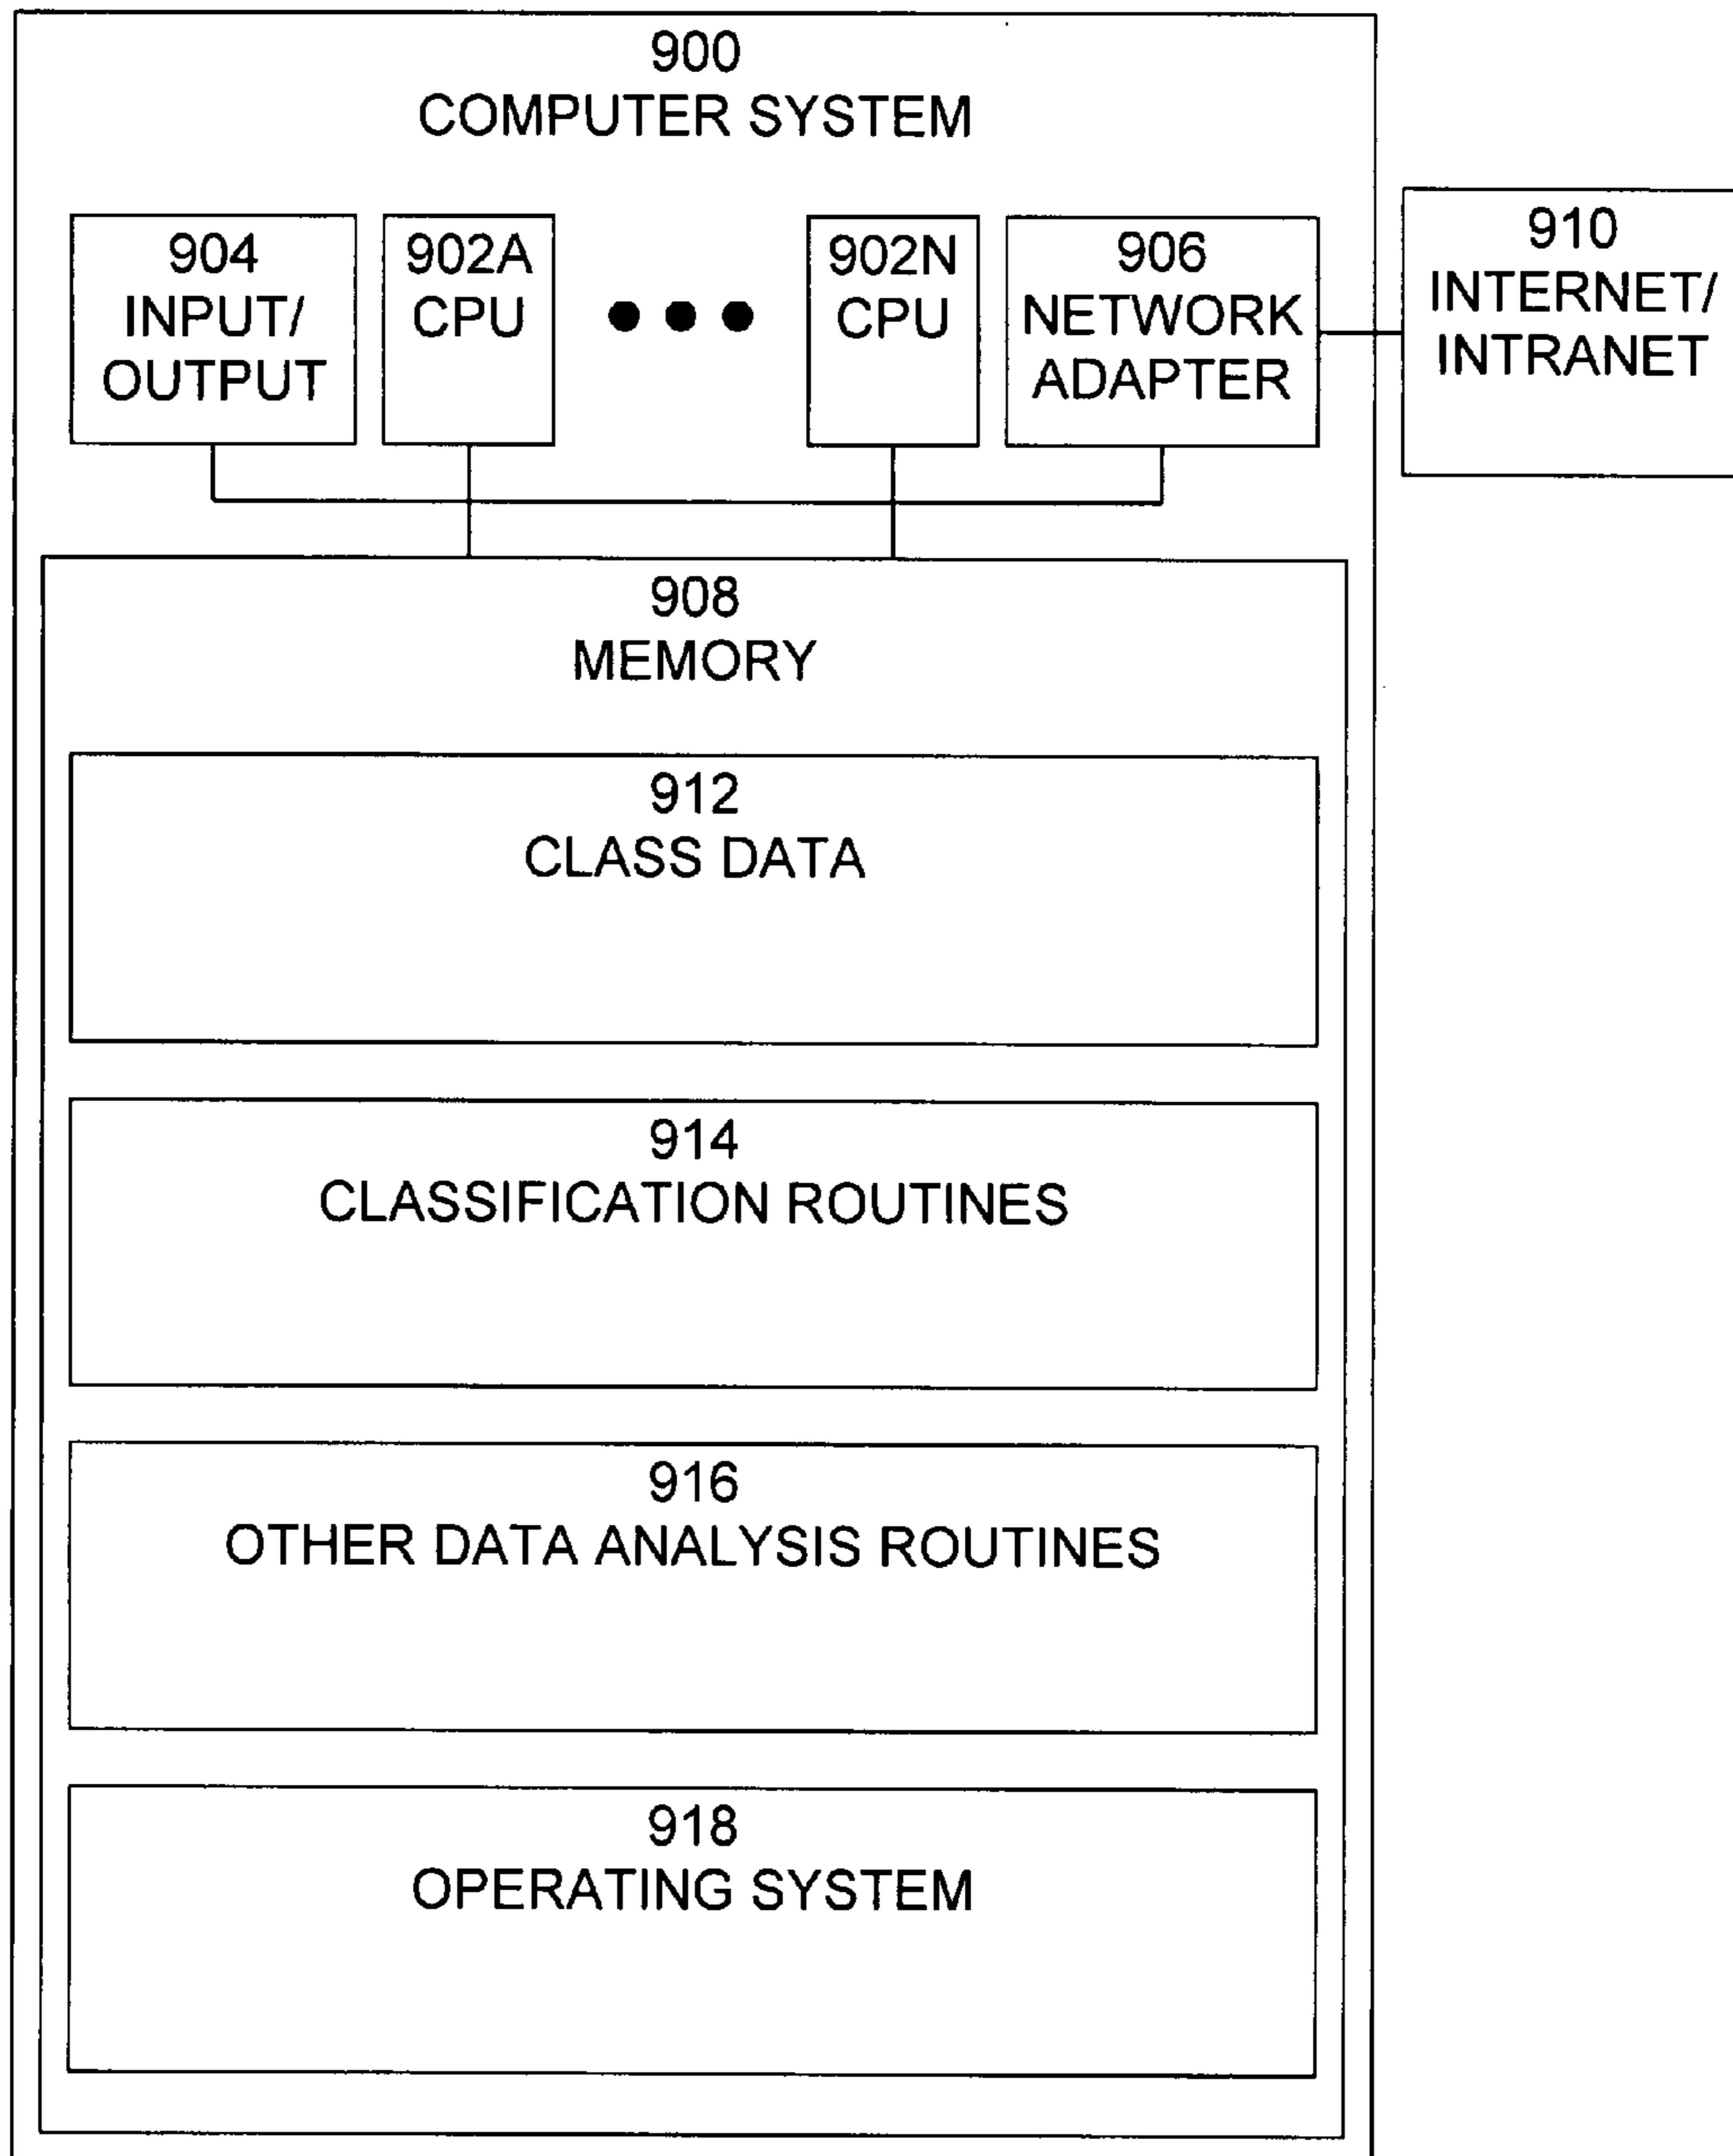 900
COMPUTER SYSTEM
904
INPUT/
OUTPUT
902A
CPU
902N
CPU
906
NETWORK
ADAPTER
910
INTERNET/
INTRANET
908
MEMORY
912
CLASS DATA
914
CLASSIFICATION ROUTINES
916
OTHER DATA ANALYSIS ROUTINES
918
OPERATING SYSTEM